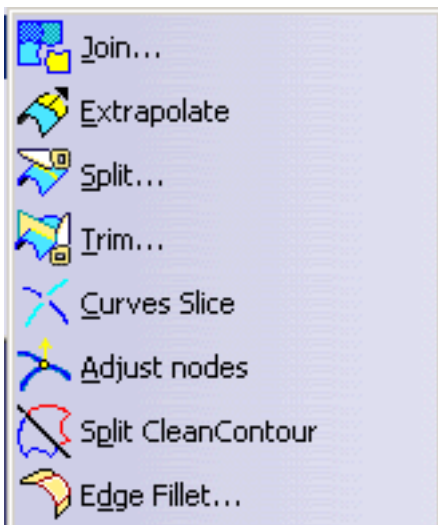 Join...
Extrapolate
Split...
Trim...
Curves Slice
Adjust nodes
Split CleanContour
Edge Fillet...